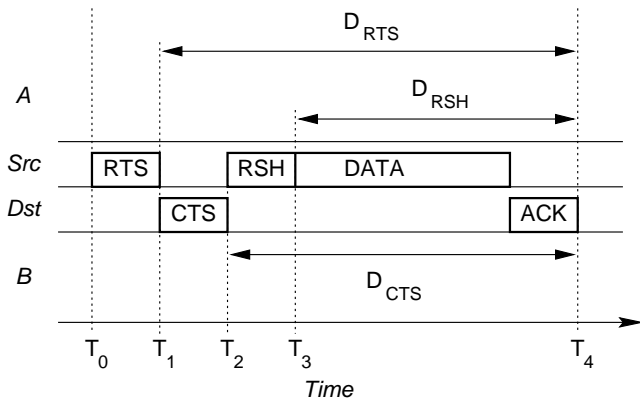 D_RTS
A
D_RSH
Src RTS RSH DATA
Dst CTS ACK
B
D_CTS
T_0 T_1 T_2 T_3 T_4
Time